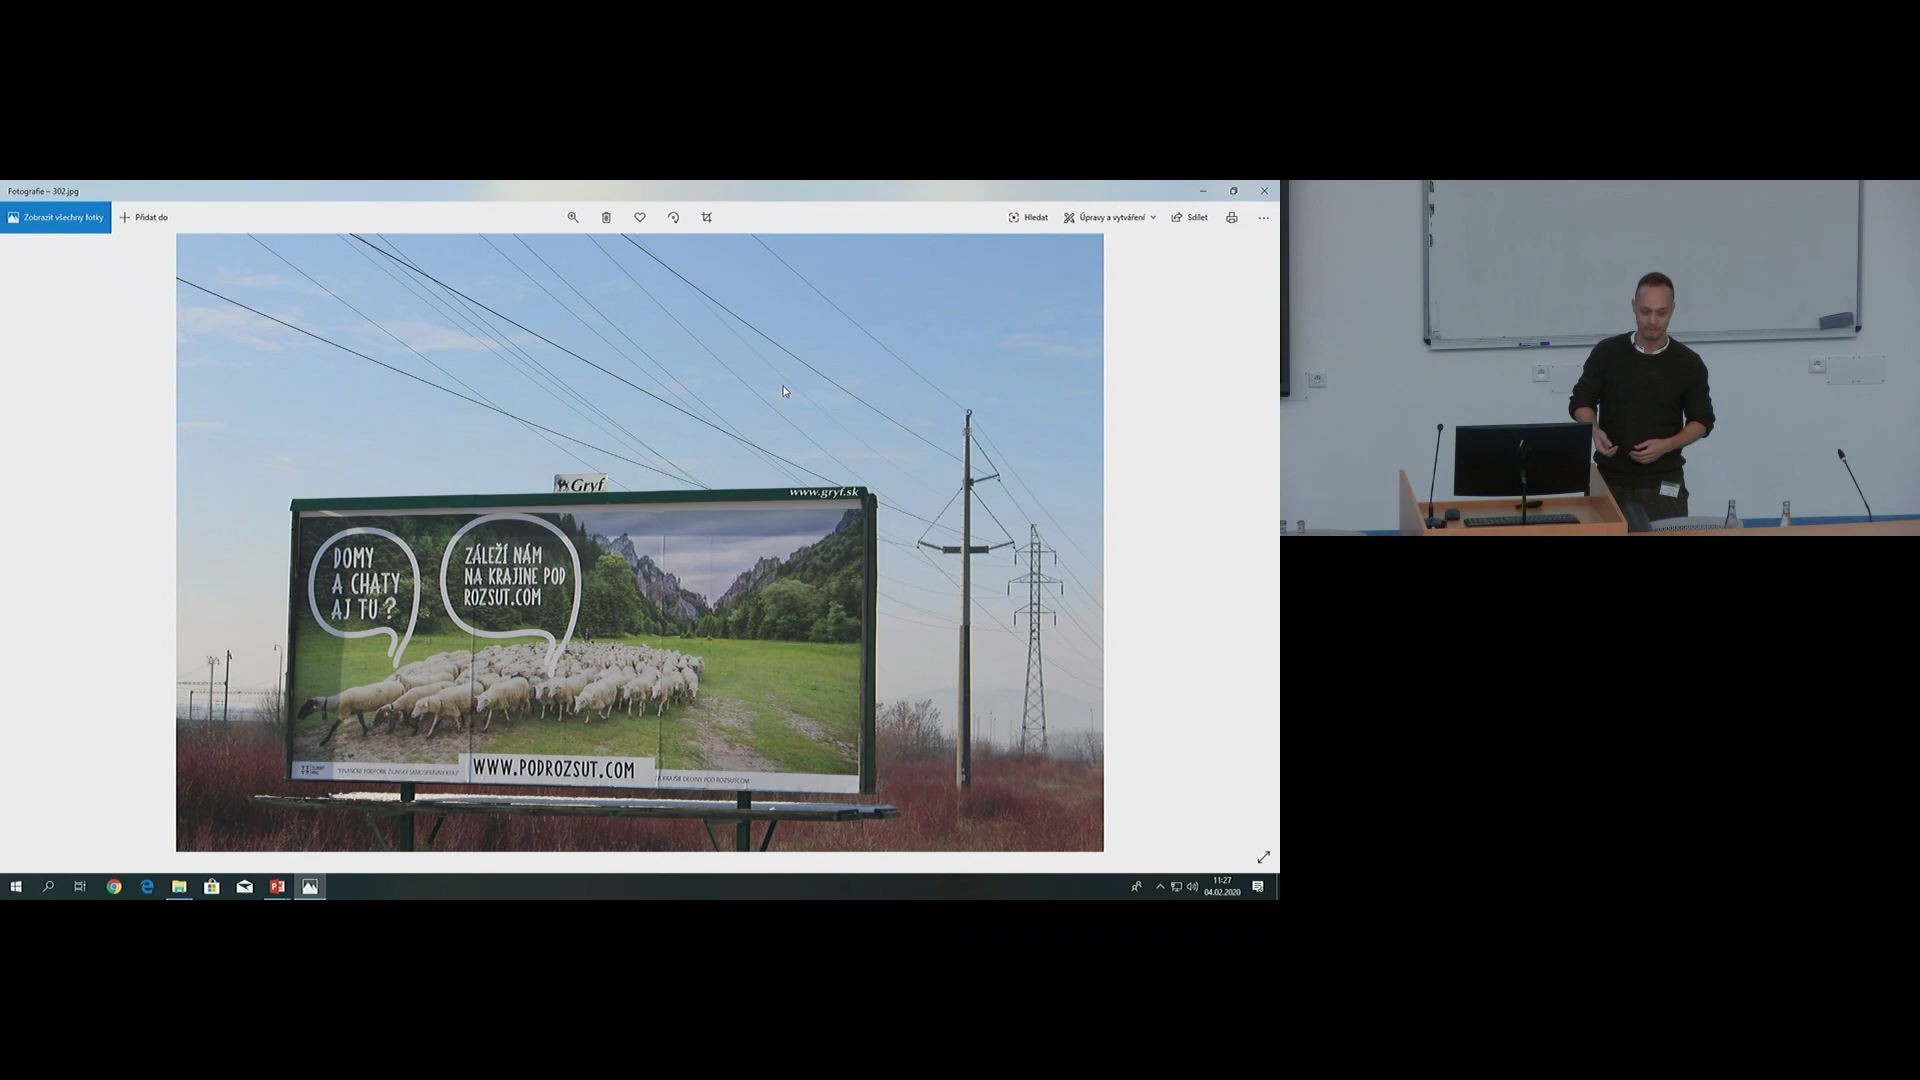 Fotografie – 302.jpg
Zobrazit všechny fotky
Přidat do
Hledat
Úpravy a vytváření
Sdílet
Gryf
www.gryf.sk
DOMY
A CHATY
AJ TU?
ZÁLEŽÍ NÁM
NA KRAJINE POD
ROZSUT.COM
WWW.PODROZSUT.COM
11:27
04.02.2020